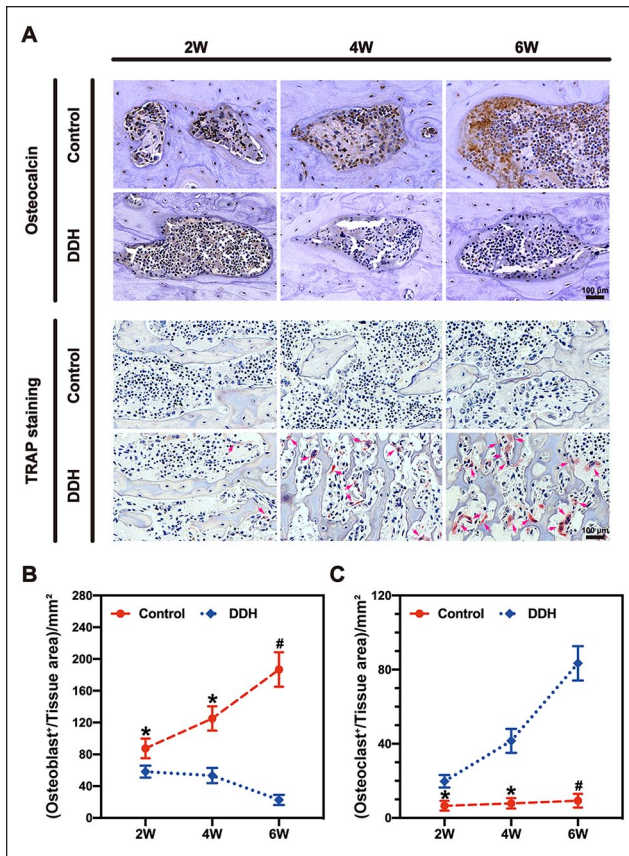 A
2W 4W 6W
Osteocalcin
Control
DDH
100 μm
TRAP staining
Control
DDH
100 μm
B
(Osteoblast⁺/Tissue area)/mm²
280
240
200
160
120
80
40
0
Control DDH
*
*
#
2W 4W 6W
C
(Osteoclast⁺/Tissue area)/mm²
120
80
40
0
Control DDH
*
*
#
2W 4W 6W